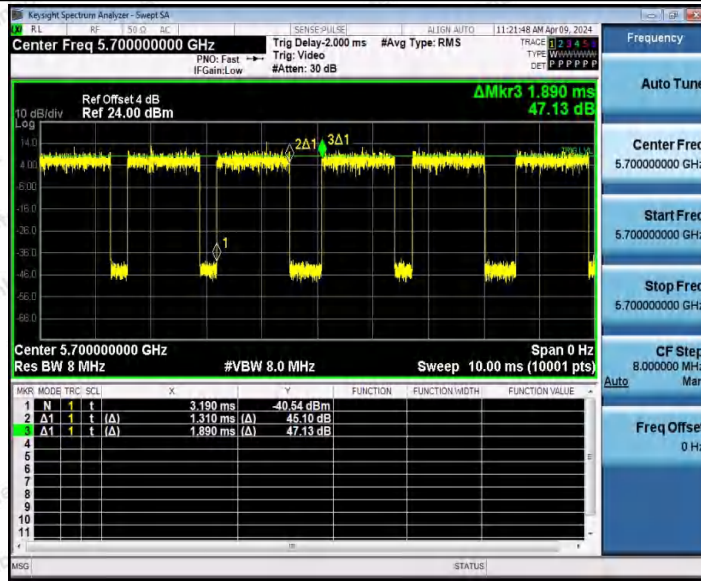 Keysight Spectrum Analyzer - Swept SA
RL RF 50 Ω AC SENSE:PULSE ALIGN AUTO 11:21:48 AM Apr 09, 2024
Center Freq 5.700000000 GHz
Trig Delay-2.000 ms #Avg Type: RMS
TRACE 1 2 3 4 5 6
PNO: Fast Trig: Video
TYPE W
IFGain:Low #Atten: 30 dB
DET P P P P P P
ΔMkr3 1.890 ms
47.13 dB
Ref Offset 4 dB
10 dB/div Ref 24.00 dBm
Log
14.0
4.00
-6.00
-16.0
-26.0
-36.0
-46.0
-56.0
-66.0
2Δ1
3Δ1
1
Center 5.700000000 GHz Span 0 Hz
Res BW 8 MHz #VBW 8.0 MHz Sweep 10.00 ms (10001 pts)
MKR MODE TRC SCL X Y FUNCTION FUNCTION WIDTH FUNCTION VALUE
1 N 1 t 3.190 ms -40.54 dBm
2 Δ1 1 t (Δ) 1.310 ms (Δ) 45.10 dB
3 Δ1 1 t (Δ) 1.890 ms (Δ) 47.13 dB
4
5
6
7
8
9
10
11
MSG STATUS
Frequency
Auto Tune
Center Freq
5.700000000 GHz
Start Freq
5.700000000 GHz
Stop Freq
5.700000000 GHz
CF Step
8.000000 MHz
Auto Man
Freq Offset
0 Hz